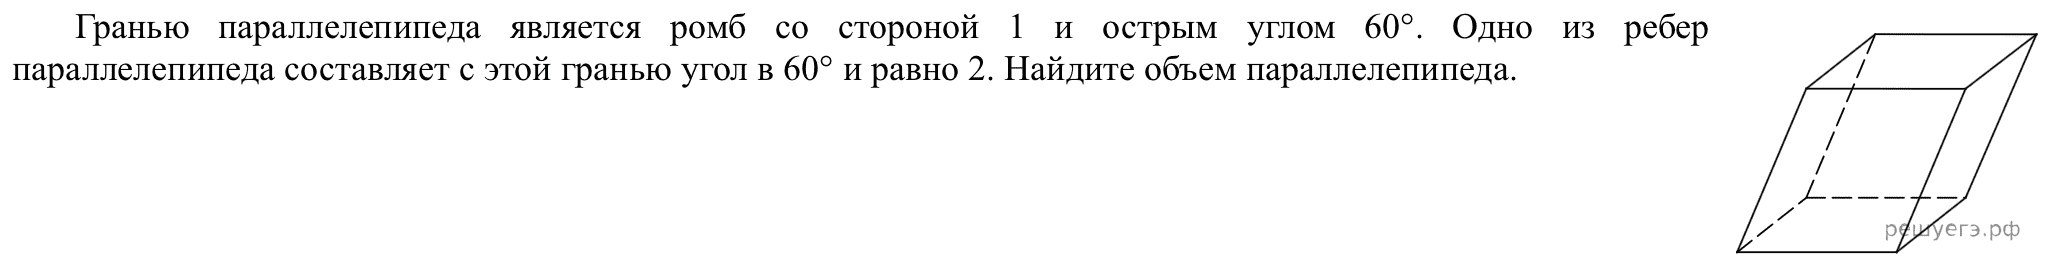 Гранью параллелепипеда является ромб со стороной 1 и острым углом 60°. Одно из ребер
параллелепипеда составляет с этой гранью угол в 60° и равно 2. Найдите объем параллелепипеда.
решуегэ.рф